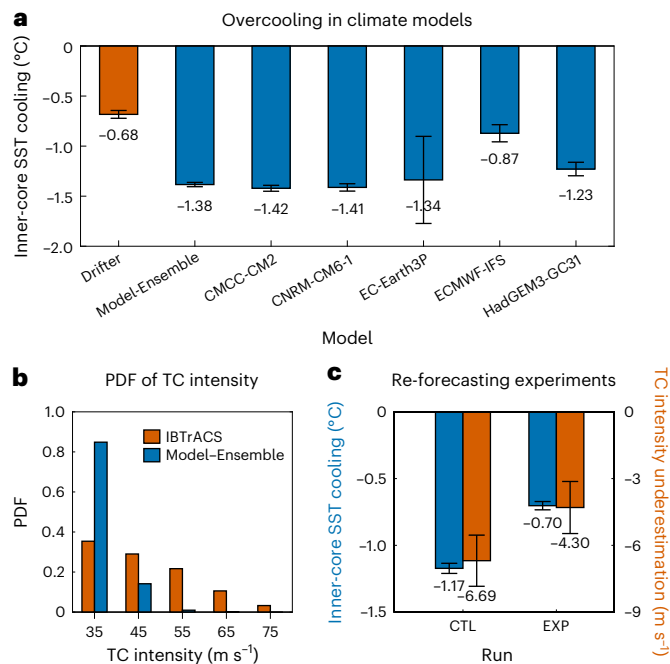 a
Overcooling in climate models
Inner-core SST cooling (°C)
0
−0.5
−1.0
−1.5
−2.0
−0.68
−1.38
−1.42
−1.41
−1.34
−0.87
−1.23
Drifter
Model-Ensemble
CMCC-CM2
CNRM-CM6-1
EC-Earth3P
ECMWF-IFS
HadGEM3-GC31
Model
b
PDF of TC intensity
PDF
1.0
0.8
0.6
0.4
0.2
0
IBTrACS
Model–Ensemble
35
45
55
65
75
TC intensity (m s⁻¹)
c
Re-forecasting experiments
Inner-core SST cooling (°C)
0
−0.5
−1.0
−1.5
−1.17
−6.69
−0.70
−4.30
0
−3
−6
−9
TC intensity
underestimation (m s⁻¹)
CTL
EXP
Run